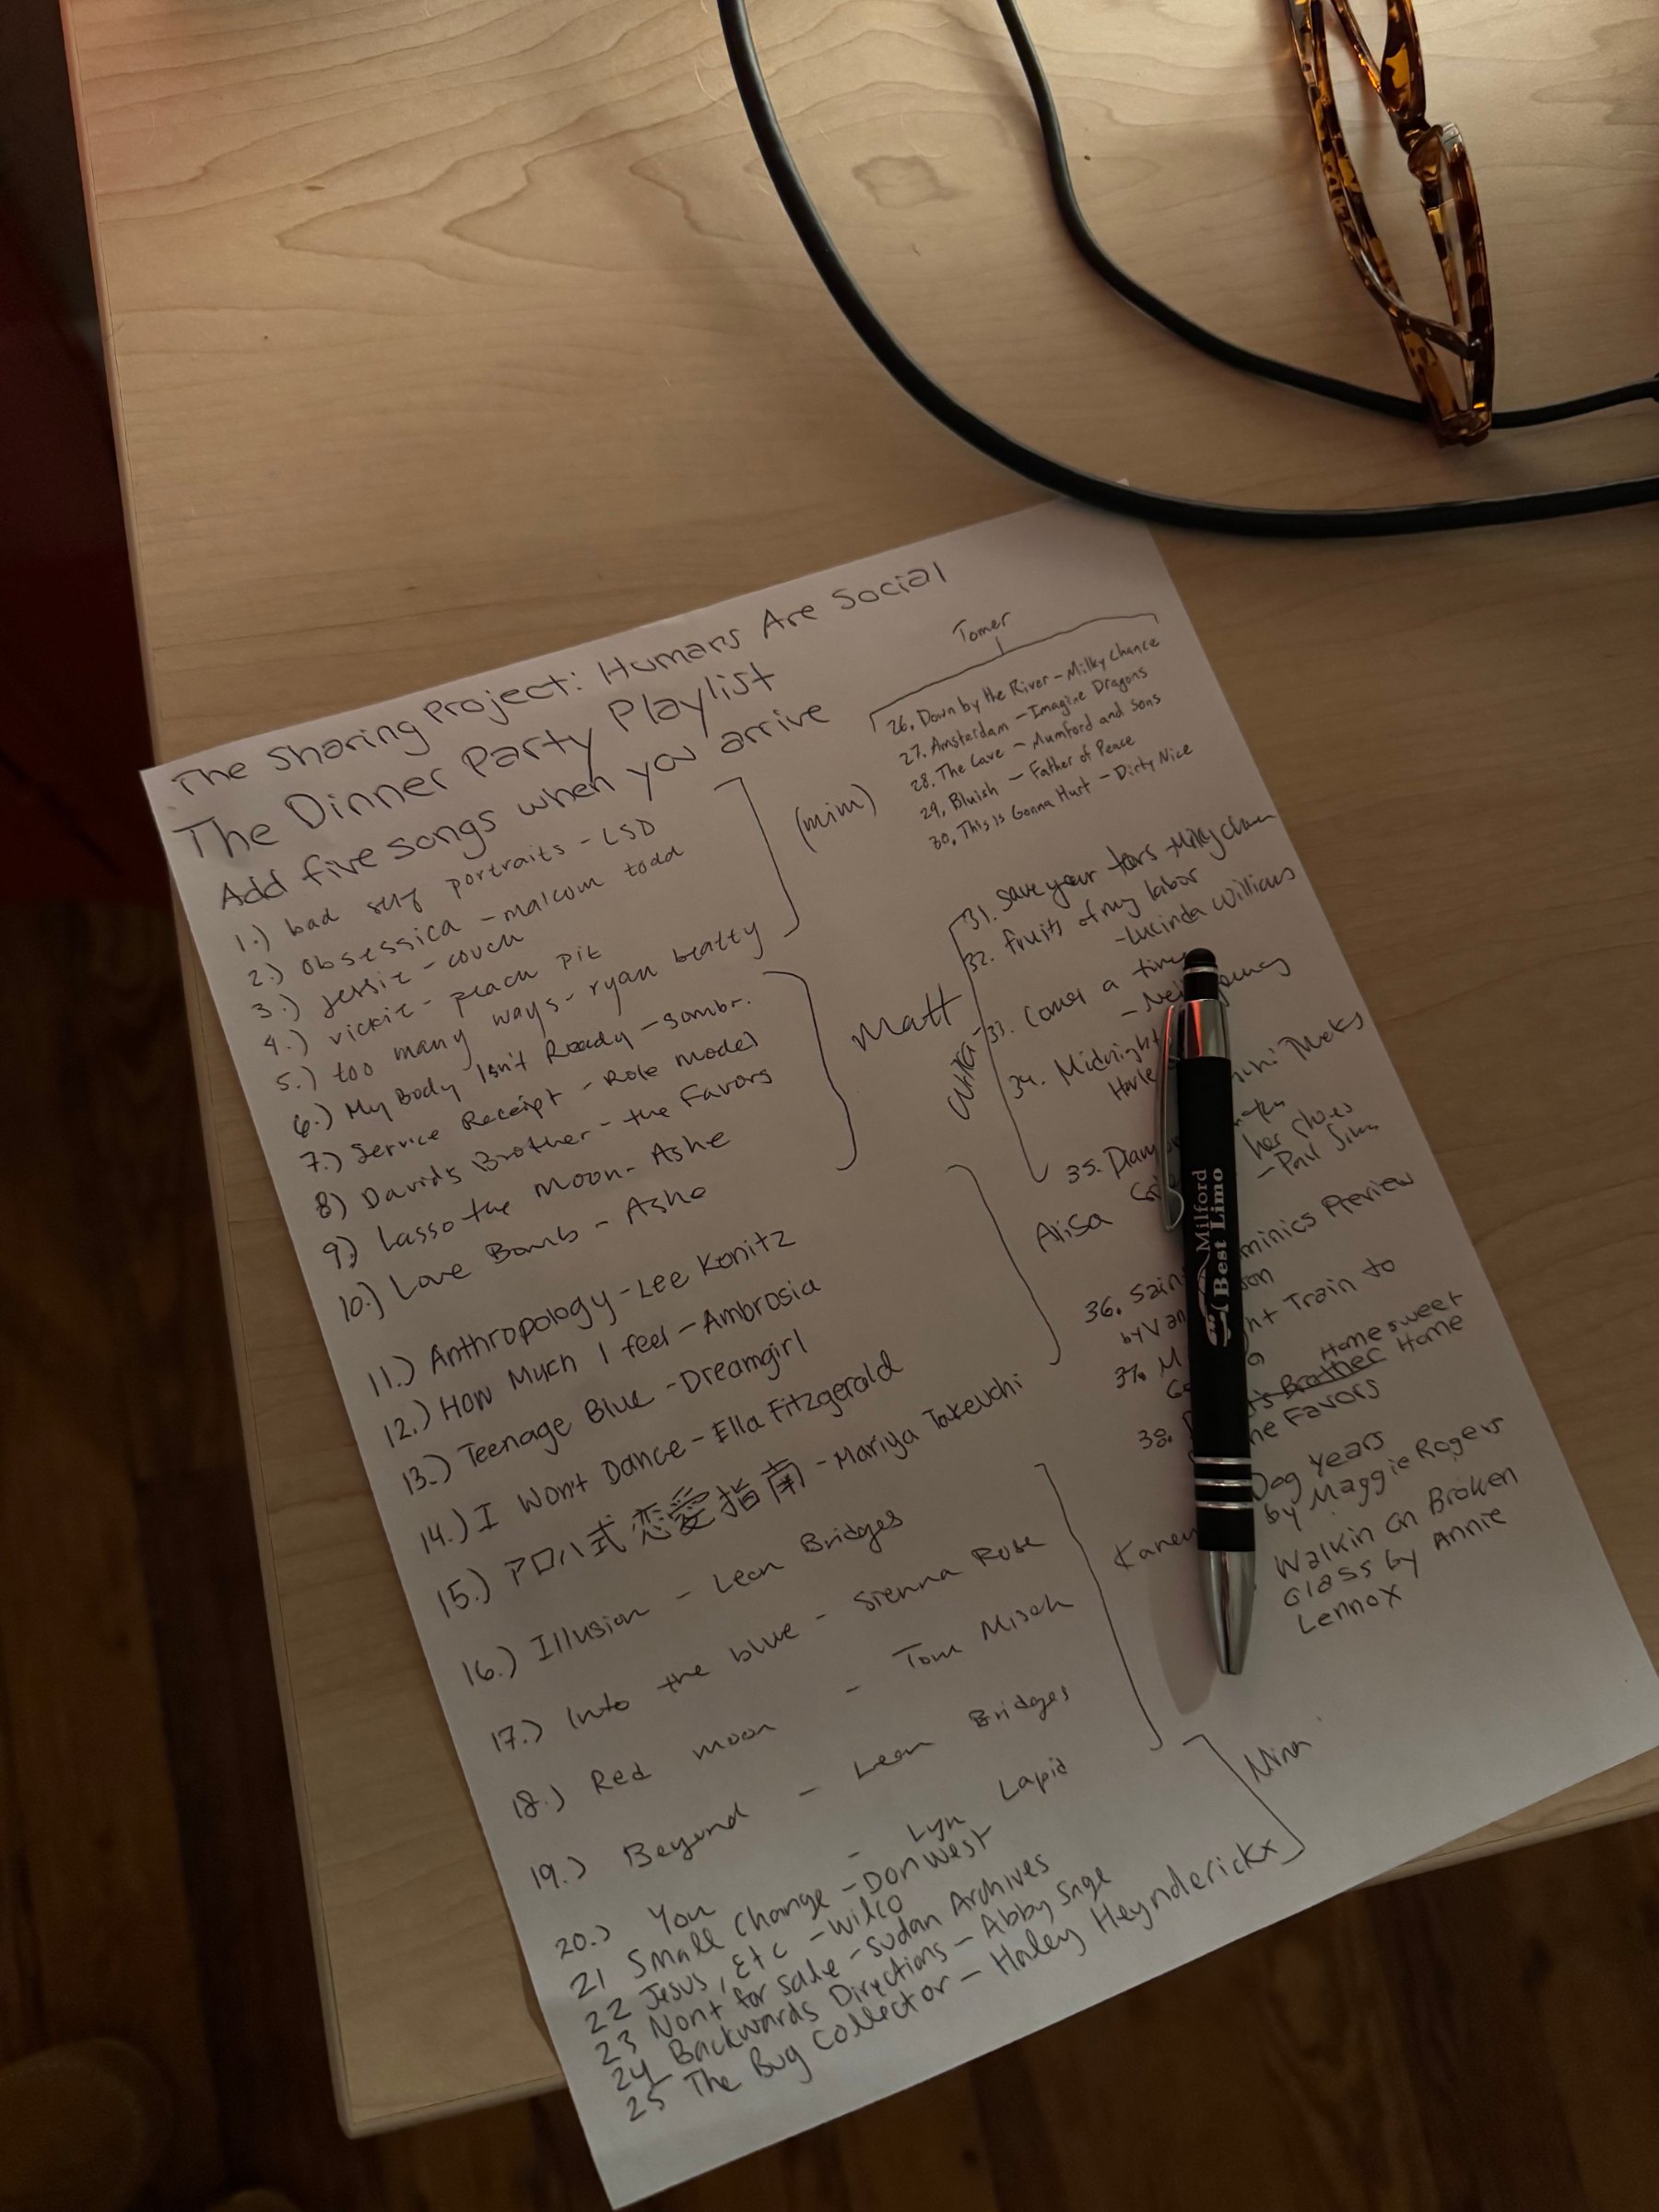 The Sharing Project: Humans Are Social
The Dinner Party Playlist
Add five songs when you arrive
1.) bad self portraits - LSD
2.) obsessica - malcom todd
3.) jessie - couch
4.) vickie - peach pit
5.) too many ways - ryan beatty
(mim)
6.) My Body Isn't Ready - Sombr.
7.) Service Receipt - Role Model
8) David's Brother - the Favors
9) Lasso the Moon - Ashe
10.) Love Bomb - Ashe
Matt
11.) Anthropology - Lee Konitz
12.) How Much I feel - Ambrosia
13.) Teenage Blue - Dreamgirl
14.) I Won't Dance - Ella Fitzgerald
15.) アロハ式恋愛指南 - Mariya Takeuchi
Alisa
16.) Illusion - Leon Bridges
17.) Into the blue - Sienna Rose
18.) Red moon - Tom Misch
19.) Beyond - Leon Bridges
20.) You - Lyn Lapid
21 Small Change - Don West
22 Jesus, Etc - Wilco
23 Nont for Sale - Sudan Archives
24 Backwards Directions - Abby Sage
25 The Bug Collector - Haley Heynderickx
Nina
Tomer
26. Down by the River - Milky Chance
27. Amsterdam - Imagine Dragons
28. The Cave - Mumford and Sons
29. Bluish - Father of Peace
30. This is Gonna Hurt - Dirty Nice
31. Save your tears - Milky Chance
32. fruits of my labor
- Lucinda Williams
33. Comes a time
- Neil young
34. Midnight
35.
her shoes
- Paul Simon
36. Preview
by Van
37. Train to
38. Brother Home sweet Home
Favors
Dog Years
by Maggie Rogers
Walkin on Broken
Glass by Annie
Lennox
Milford
Best Limo